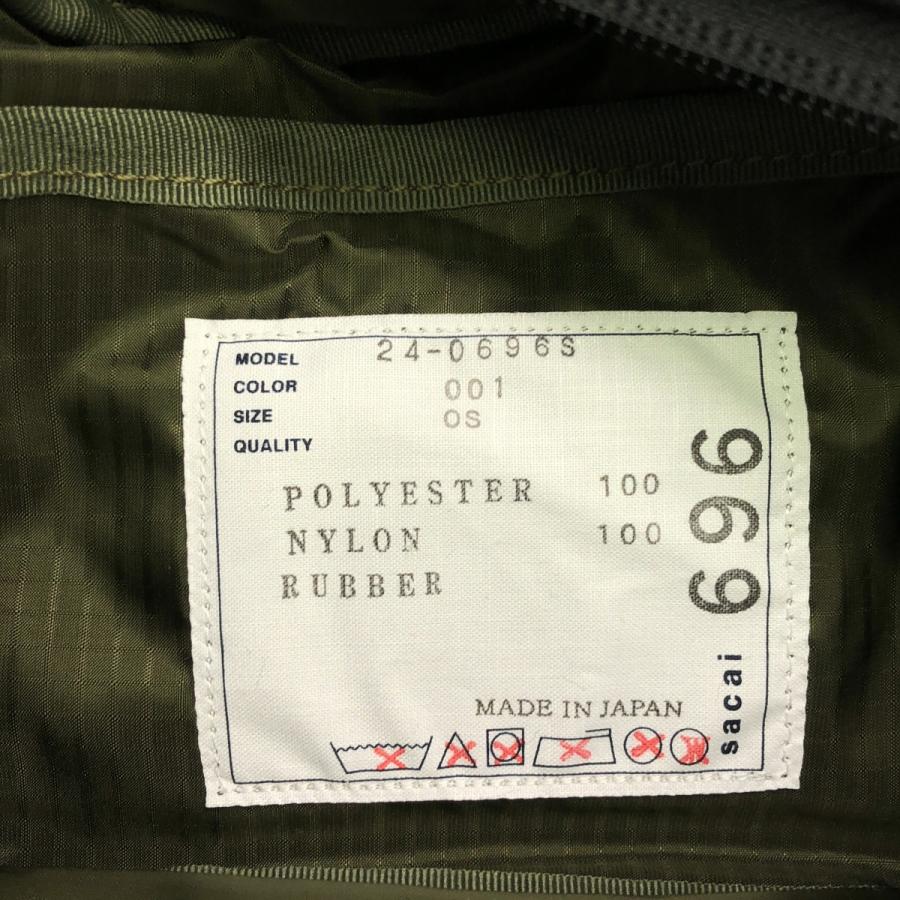 MODEL 24-0696S
COLOR 001
SIZE OS
QUALITY
POLYESTER 100
NYLON 100
RUBBER
MADE IN JAPAN
sacai 696